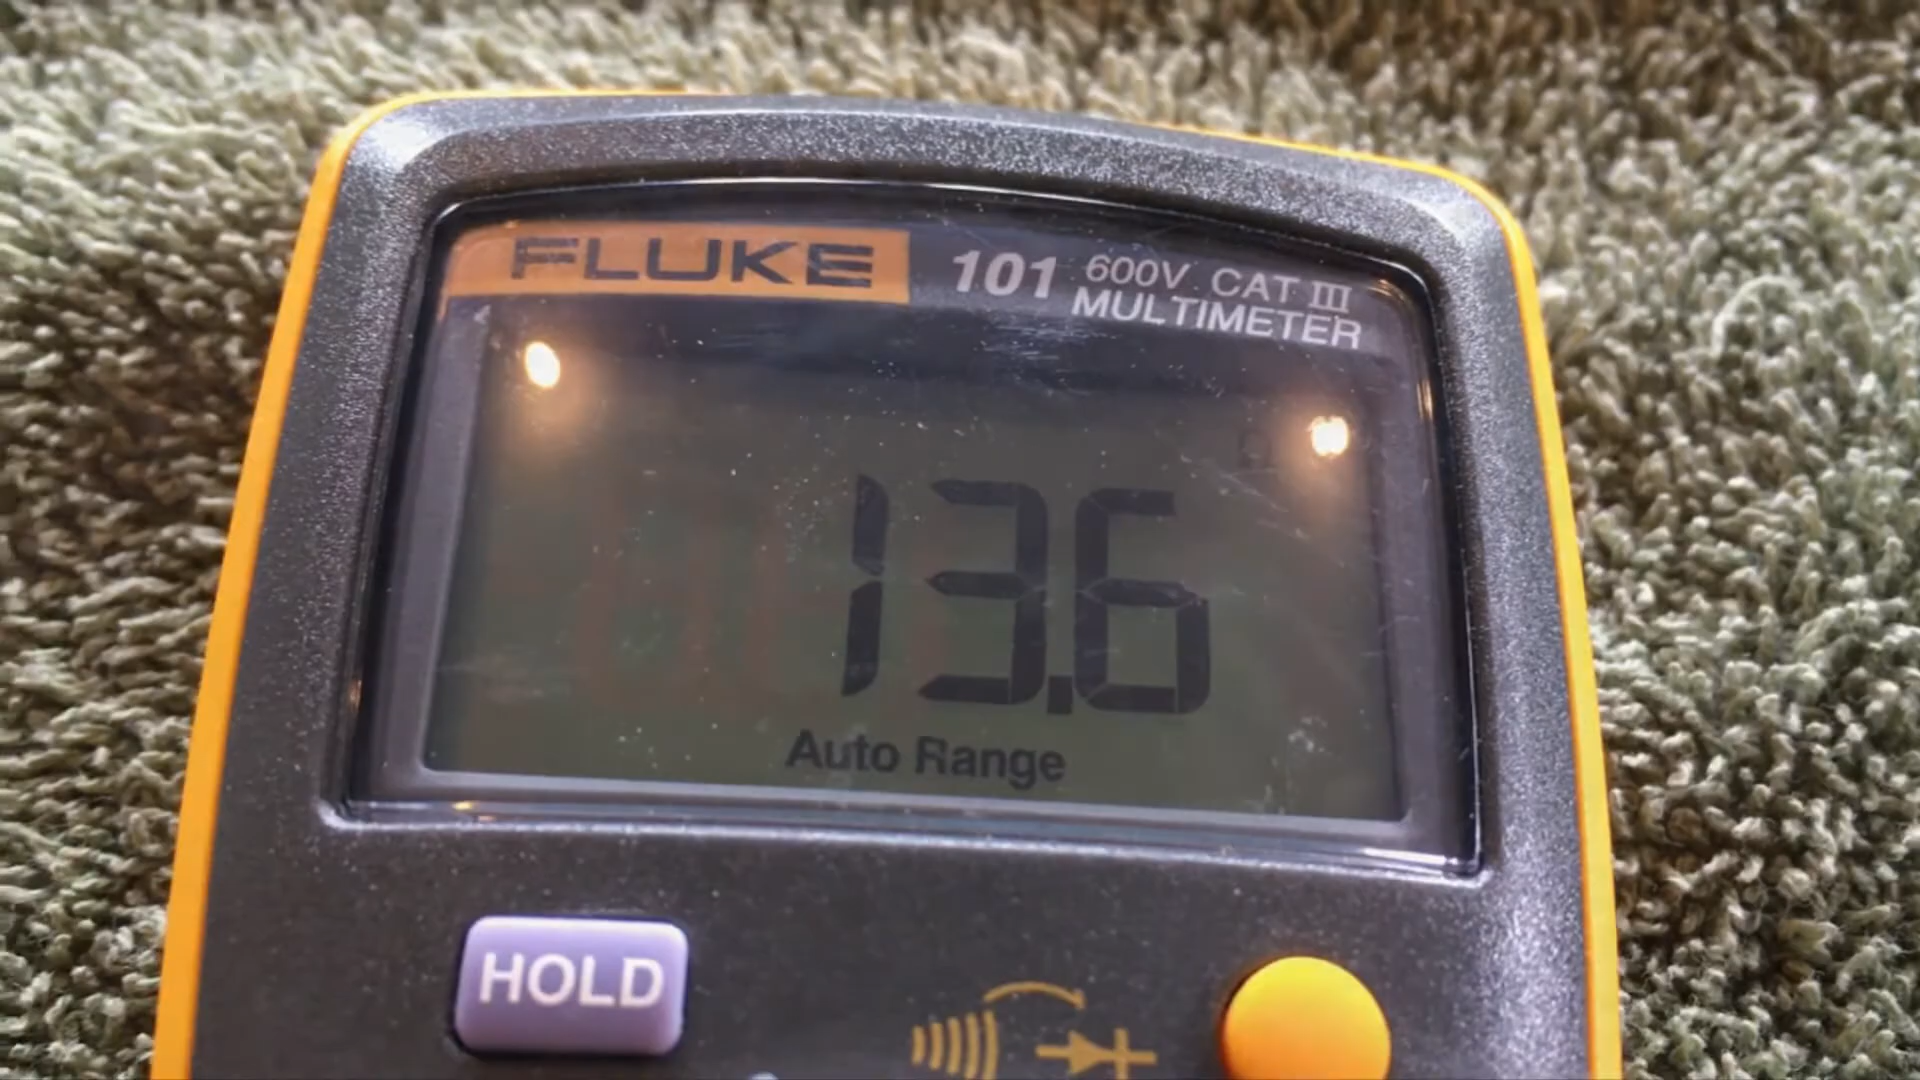 FLUKE 101 600V CAT III
MULTIMETER
13.6
Auto Range
HOLD